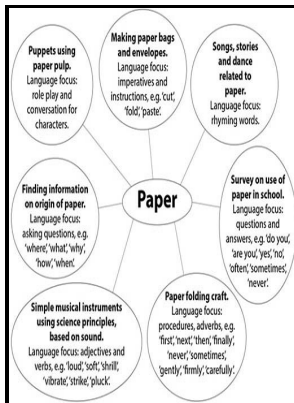 Puppets using
paper pulp.
Language focus:
role play and
conversation for
characters.
Making paper bags
and envelopes.
Language focus:
imperatives and
instructions, e.g. 'cut',
'fold', 'paste'.
Songs, stories
and dance
related to
paper.
Language focus:
rhyming words.
Finding information
on origin of paper.
Language focus:
asking questions, e.g.
'where', 'what', 'why',
'how', 'when'.
Paper
Survey on use of
paper in school.
Language focus:
questions and
answers, e.g. 'do you',
'are you', 'yes', 'no',
'often', 'sometimes',
'never'.
Simple musical instruments
using science principles,
based on sound.
Language focus: adjectives and
verbs, e.g. 'loud', 'soft', 'shrill',
'vibrate', 'strike', 'pluck'.
Paper folding craft.
Language focus:
procedures, adverbs, e.g.
'first', 'next', 'then', 'finally',
'never', 'sometimes',
'gently', 'firmly', 'carefully'.